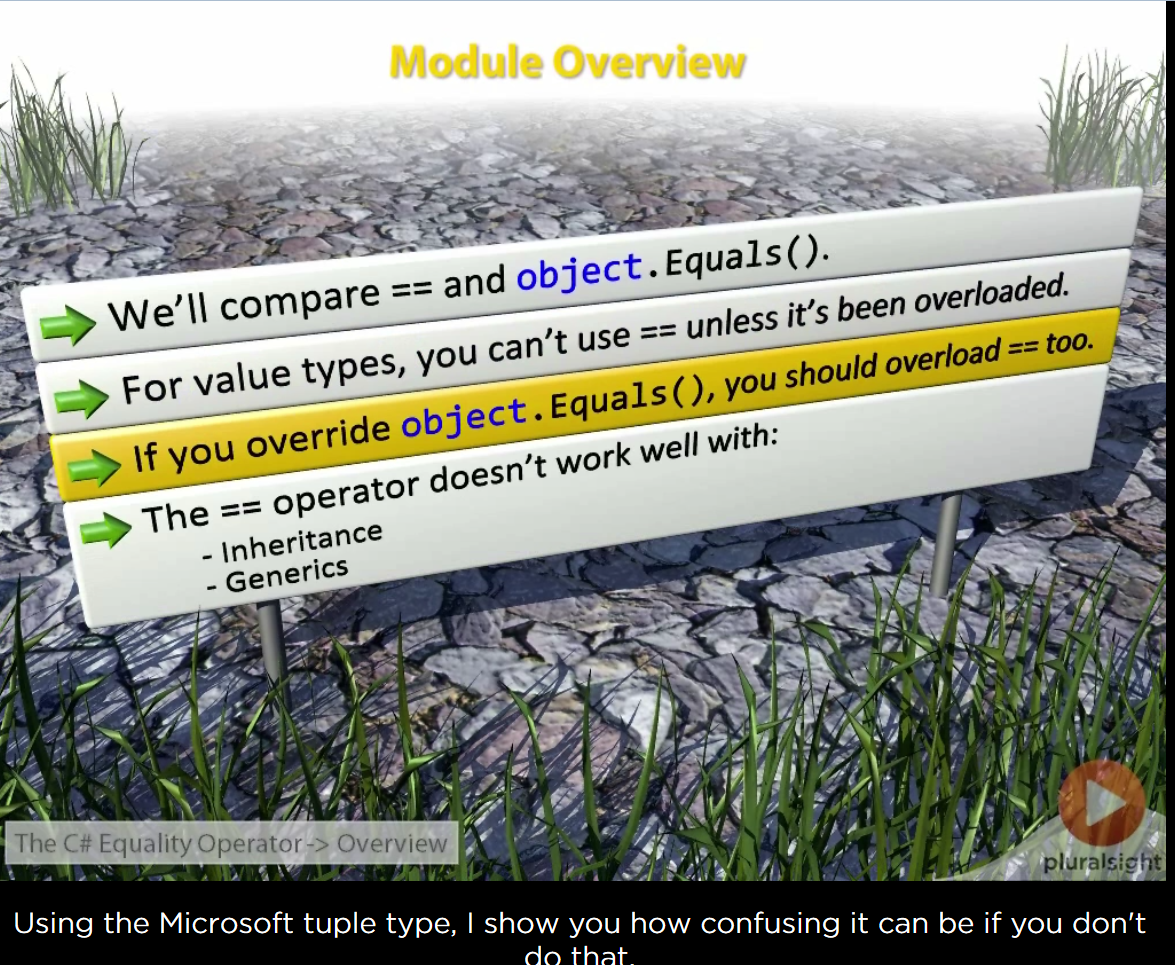 Module Overview
We'll compare == and object.Equals().
For value types, you can't use == unless it's been overloaded.
If you override object.Equals(), you should overload == too.
The == operator doesn't work well with:
- Inheritance
- Generics
The C# Equality Operator -> Overview
pluralsight
Using the Microsoft tuple type, I show you how confusing it can be if you don't
do that.